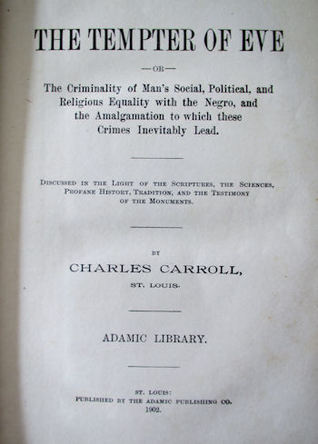 THE TEMPTER OF EVE
—OR—
The Criminality of Man's Social, Political, and
Religious Equality with the Negro, and
the Amalgamation to which these
Crimes Inevitably Lead.
DISCUSSED IN THE LIGHT OF THE SCRIPTURES, THE SCIENCES,
PROFANE HISTORY, TRADITION, AND THE TESTIMONY
OF THE MONUMENTS.
BY
CHARLES CARROLL,
ST. LOUIS.
ADAMIC LIBRARY.
ST. LOUIS:
PUBLISHED BY THE ADAMIC PUBLISHING CO.
1902.